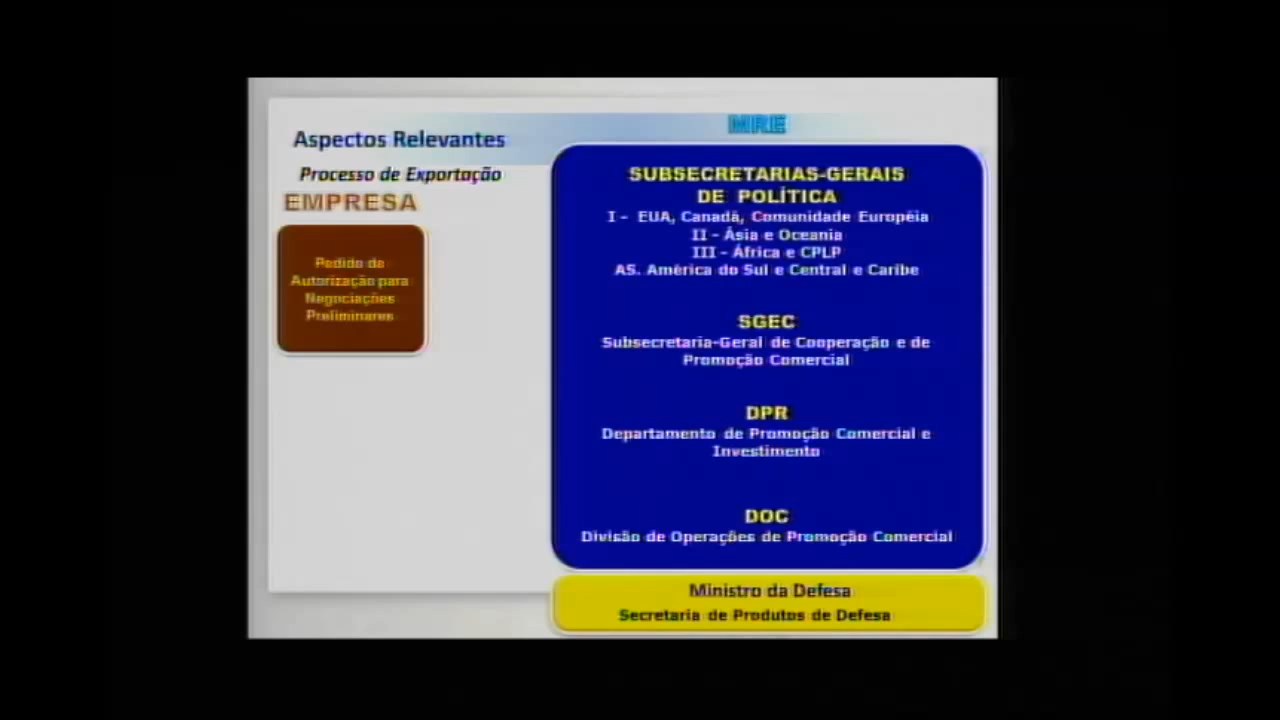 Aspectos Relevantes
Processo de Exportação
EMPRESA
Pedido de
Autorização para
Negociações
Preliminares
MRE
SUBSECRETARIAS-GERAIS
DE POLÍTICA
I - EUA, Canadá, Comunidade Européia
II - Ásia e Oceania
III - África e CPLP
AS. América do Sul e Central e Caribe
SGEC
Subsecretaria-Geral de Cooperação e de
Promoção Comercial
DPR
Departamento de Promoção Comercial e
Investimento
DOC
Divisão de Operações de Promoção Comercial
Ministro da Defesa
Secretaria de Produtos de Defesa